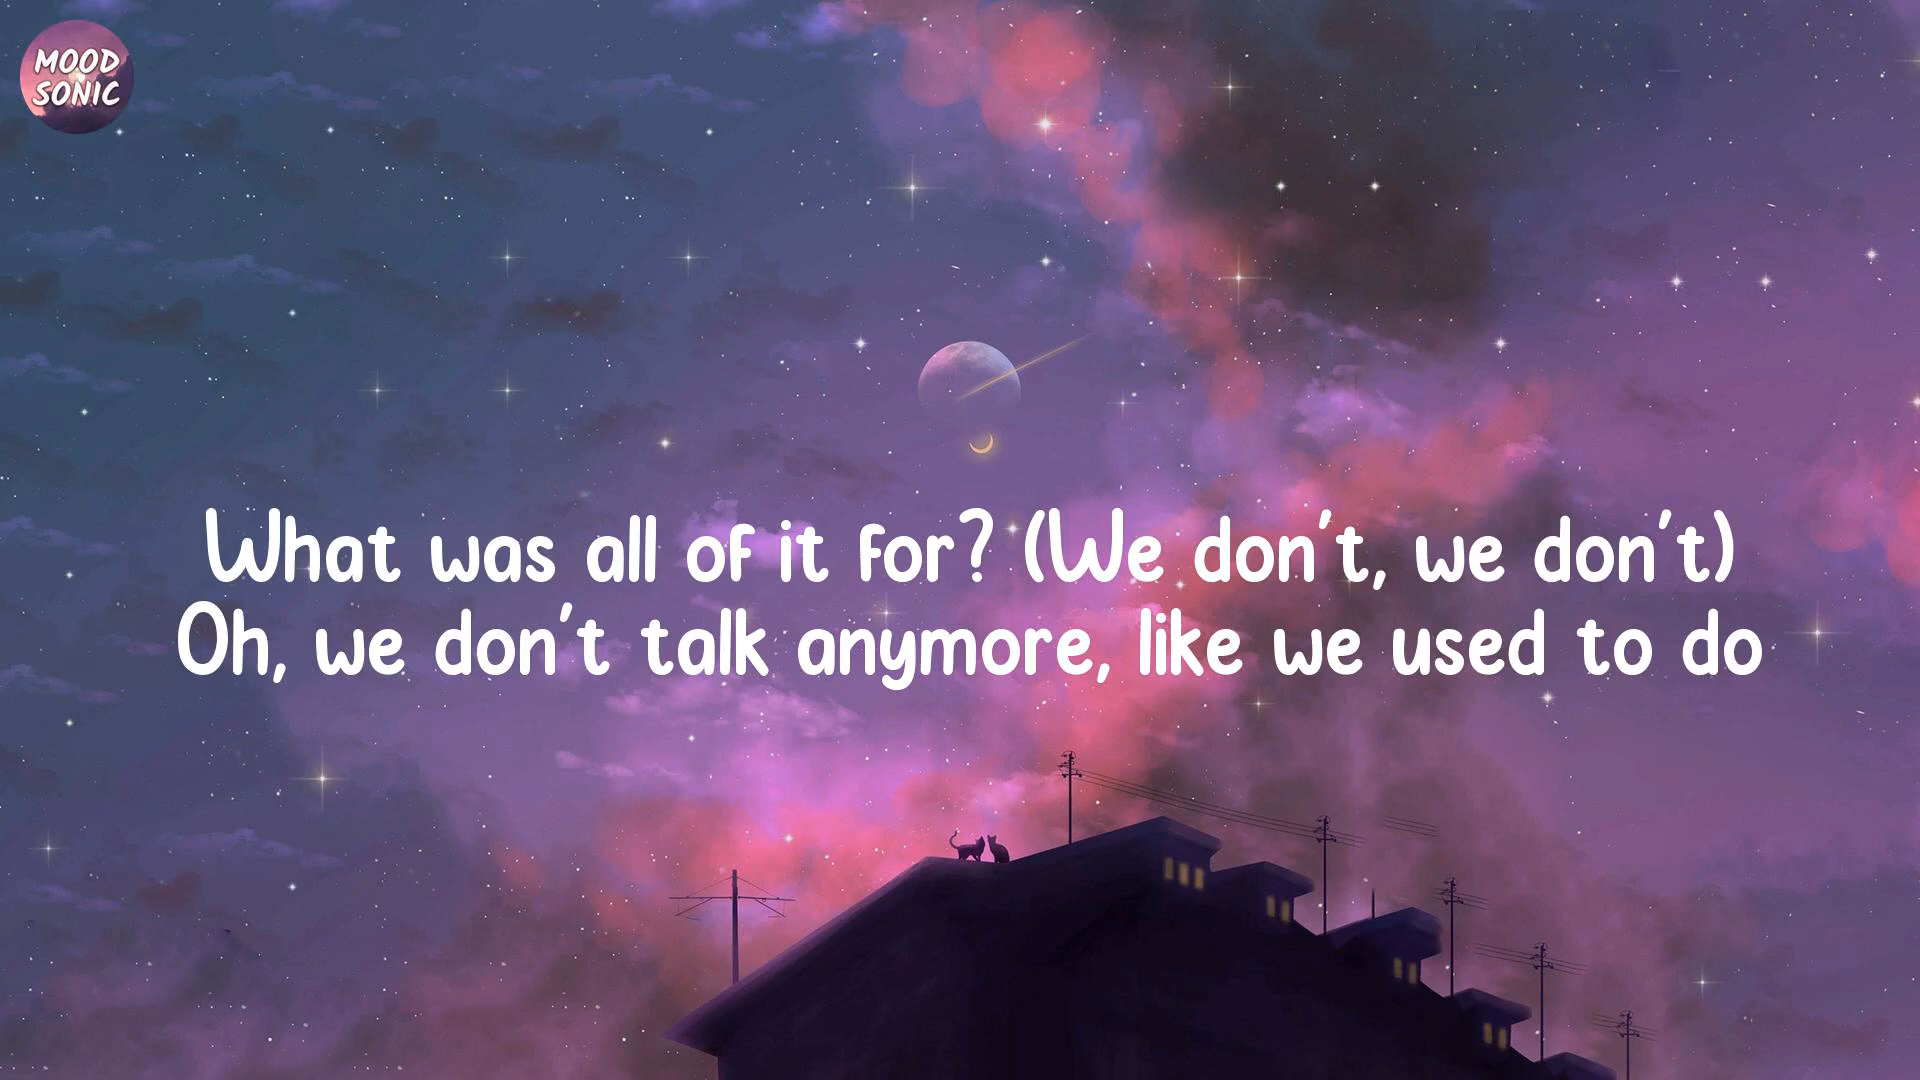 MOOD
SONIC
What was all of it for? (We don't, we don't)
Oh, we don't talk anymore, like we used to do